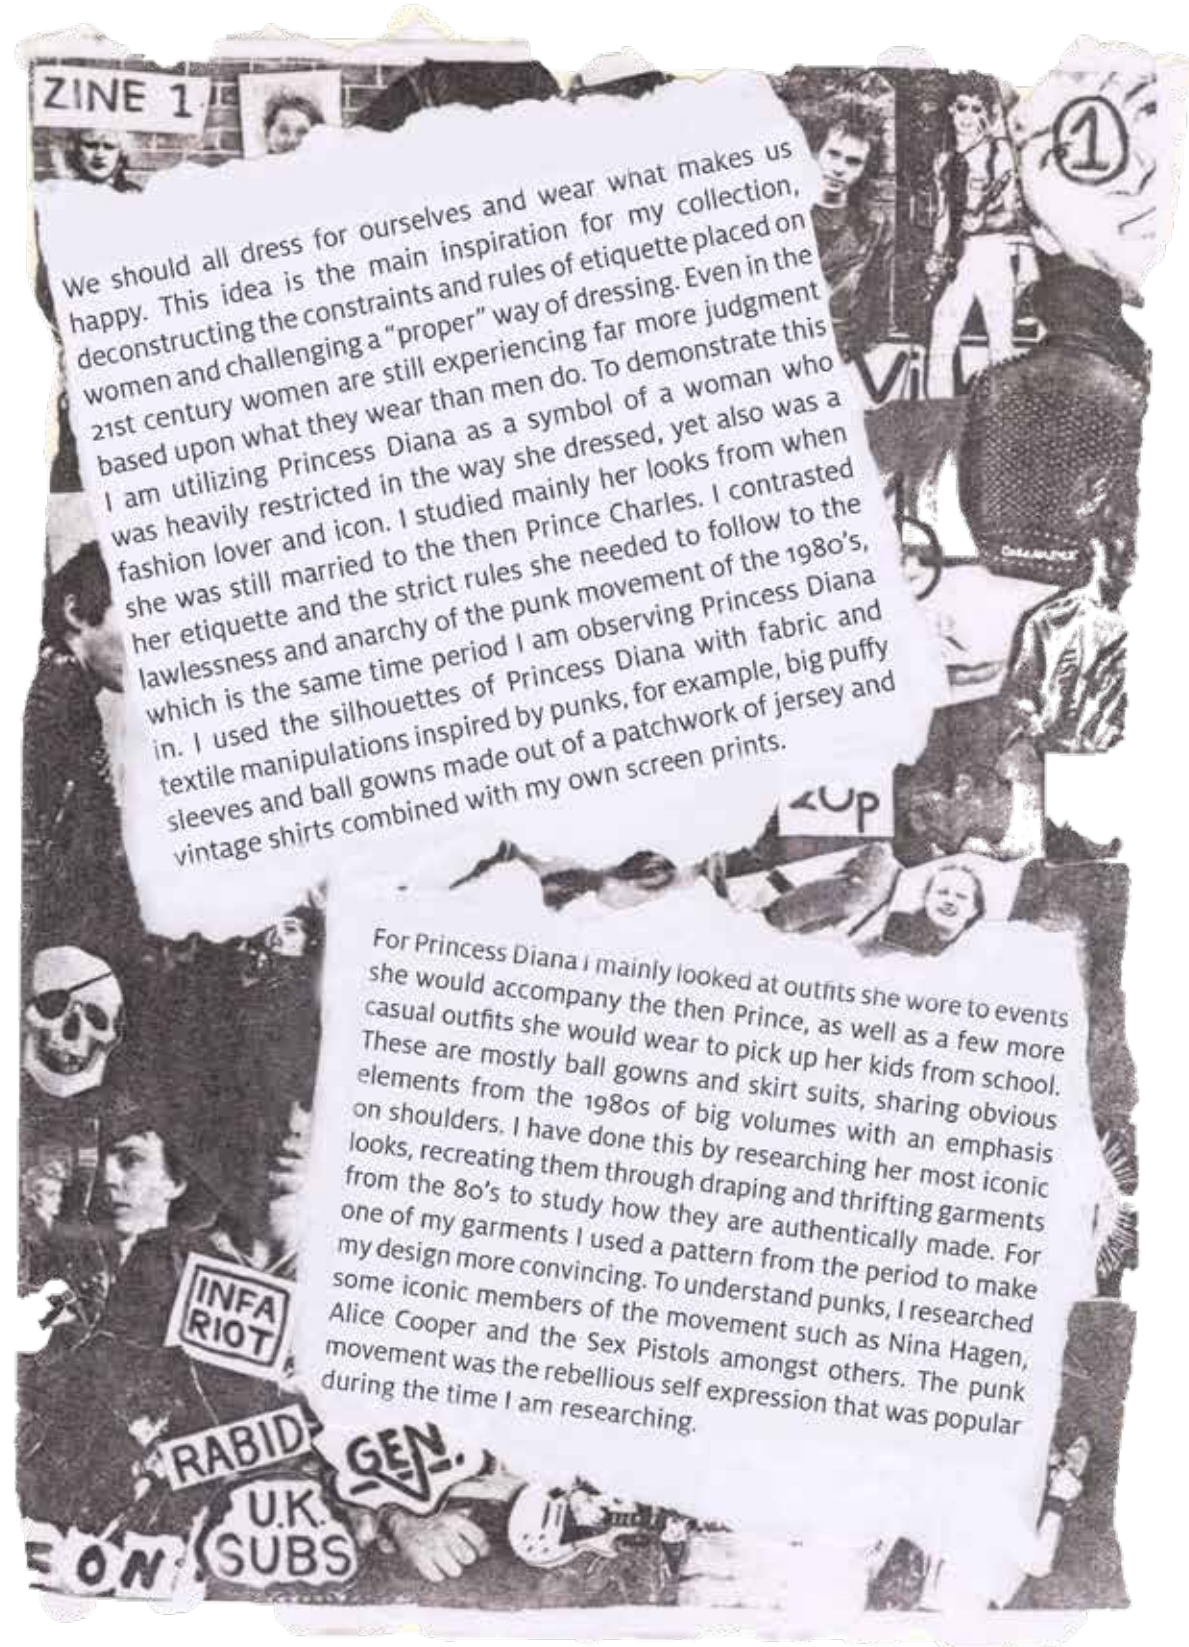 ZINE 1
1
We should all dress for ourselves and wear what makes us
happy. This idea is the main inspiration for my collection,
deconstructing the constraints and rules of etiquette placed on
women and challenging a "proper" way of dressing. Even in the
21st century women are still experiencing far more judgment
based upon what they wear than men do. To demonstrate this
I am utilizing Princess Diana as a symbol of a woman who
was heavily restricted in the way she dressed, yet also was a
fashion lover and icon. I studied mainly her looks from when
she was still married to the then Prince Charles. I contrasted
her etiquette and the strict rules she needed to follow to the
lawlessness and anarchy of the punk movement of the 1980's,
which is the same time period I am observing Princess Diana
in. I used the silhouettes of Princess Diana with fabric and
textile manipulations inspired by punks, for example, big puffy
sleeves and ball gowns made out of a patchwork of jersey and
vintage shirts combined with my own screen prints.
For Princess Diana I mainly looked at outfits she wore to events
she would accompany the then Prince, as well as a few more
casual outfits she would wear to pick up her kids from school.
These are mostly ball gowns and skirt suits, sharing obvious
elements from the 1980s of big volumes with an emphasis
on shoulders. I have done this by researching her most iconic
looks, recreating them through draping and thrifting garments
from the 80's to study how they are authentically made. For
one of my garments I used a pattern from the period to make
my design more convincing. To understand punks, I researched
some iconic members of the movement such as Nina Hagen,
Alice Cooper and the Sex Pistols amongst others. The punk
movement was the rebellious self expression that was popular
during the time I am researching.
INFA
RIOT
RABID
GEN.
U.K.
SUBS
ON